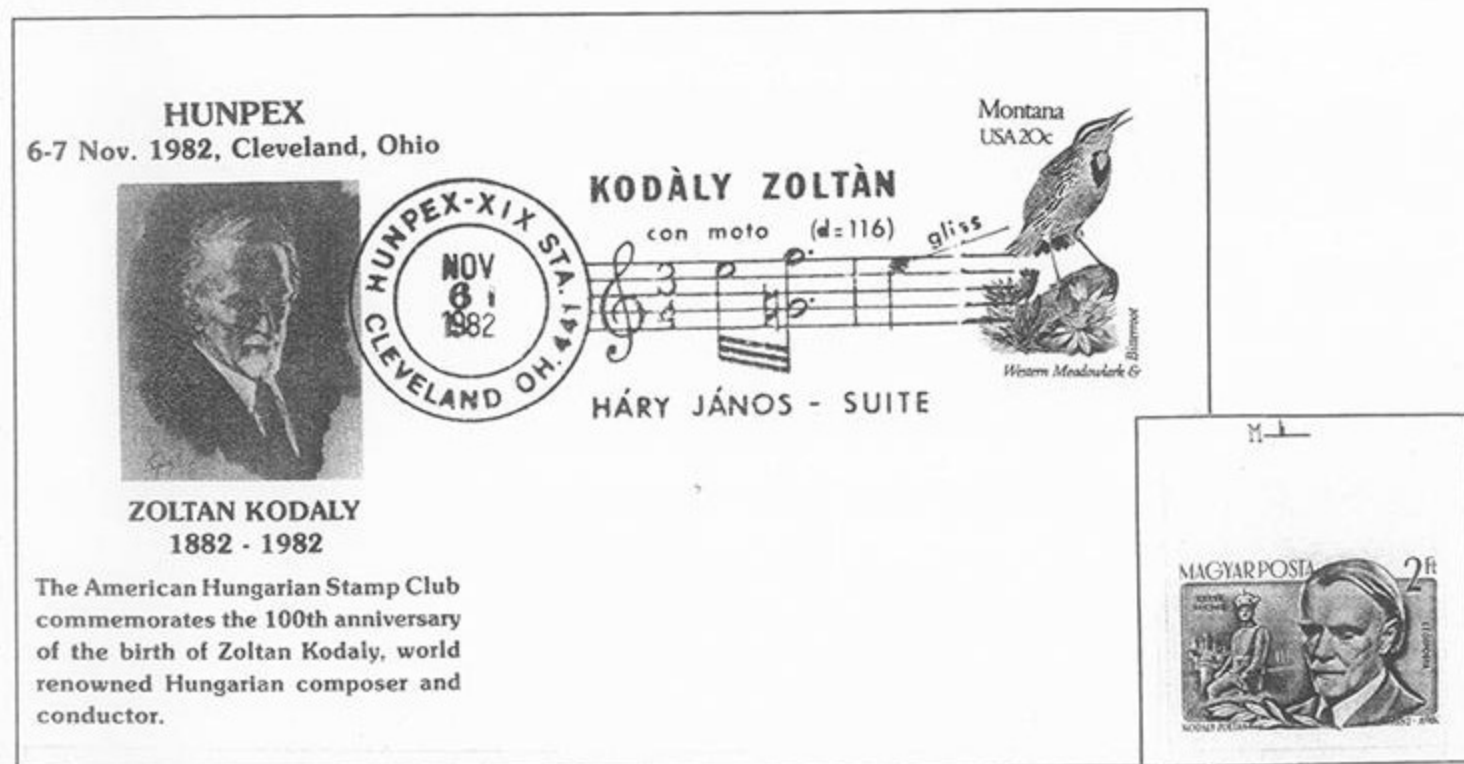 HUNPEX
6-7 Nov. 1982, Cleveland, Ohio
ZOLTAN KODALY
1882 - 1982
The American Hungarian Stamp Club
commemorates the 100th anniversary
of the birth of Zoltan Kodaly, world
renowned Hungarian composer and
conductor.
HUNPEX-XIX STA.
CLEVELAND OH. 441
NOV
6
1982
KODÀLY ZOLTÀN
con moto (d=116)
gliss
HÁRY JÁNOS - SUITE
Montana
USA 20c
Western Meadowlark &
Bitterroot
M
MAGYAR POSTA
2 Ft
KODÁLY ZOLTÁN